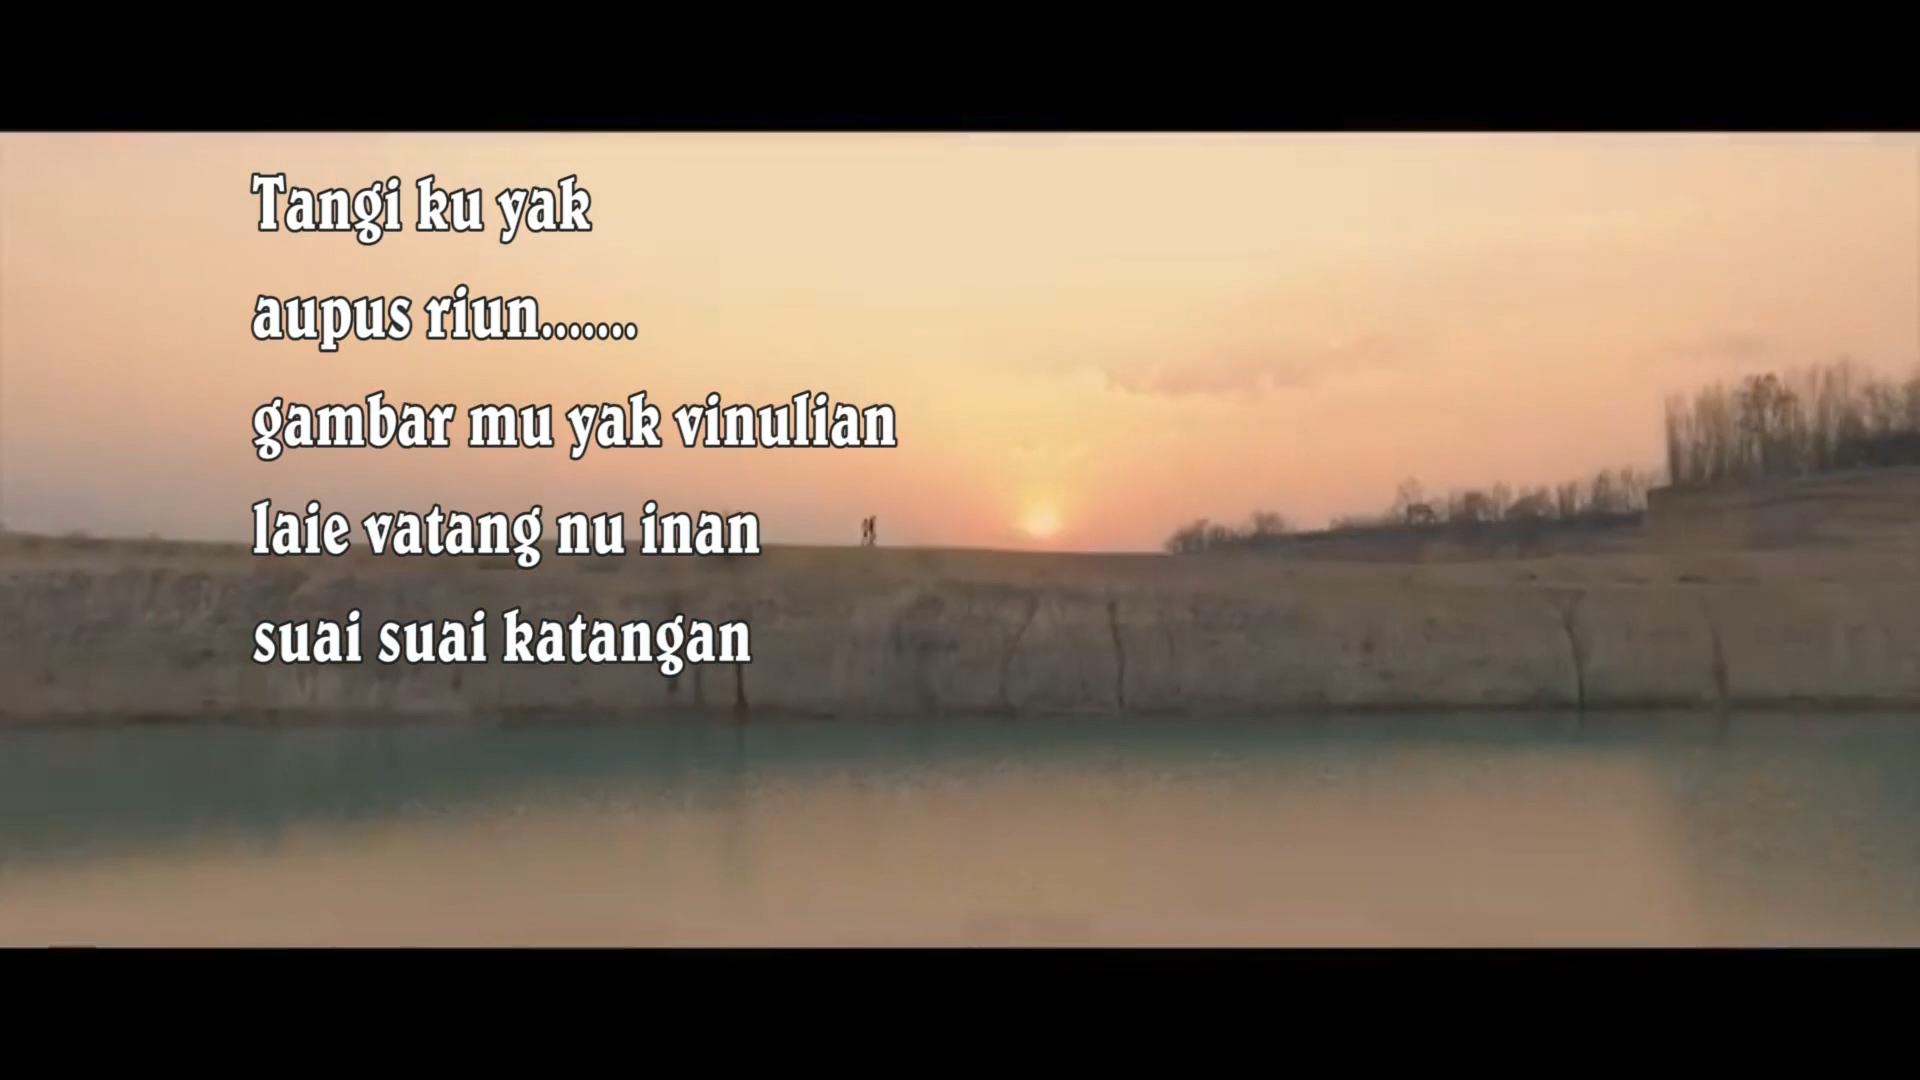 Tangi ku yak
aupus riun.......
gambar mu yak vinulian
laie vatang nu inan
suai suai katangan